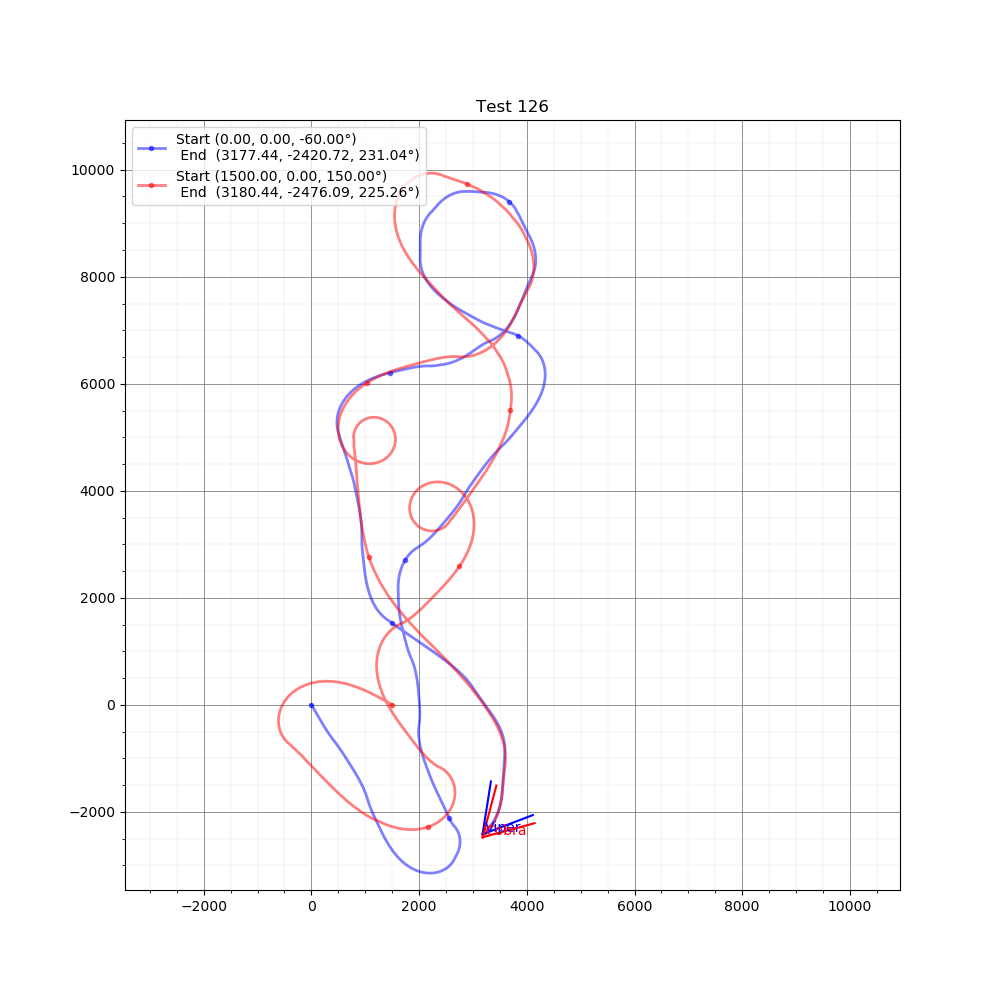 Test 126
Start (0.00, 0.00, -60.00°)
End (3177.44, -2420.72, 231.04°)
Start (1500.00, 0.00, 150.00°)
End (3180.44, -2476.09, 225.26°)
10000
8000
6000
4000
2000
0
−2000
−2000 0 2000 4000 6000 8000 10000